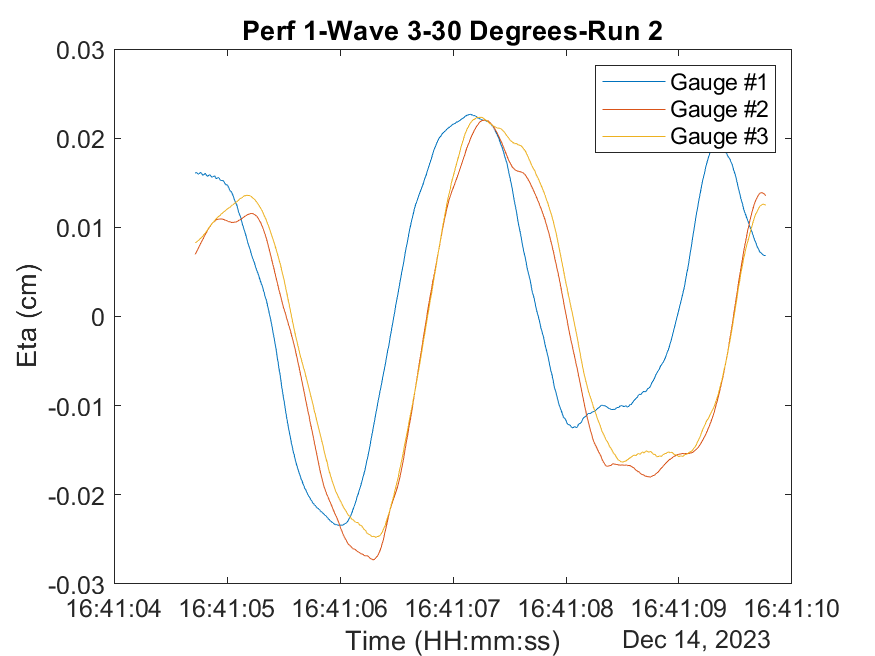 Perf 1-Wave 3-30 Degrees-Run 2
0.03
0.02
0.01
0
-0.01
-0.02
-0.03
Eta (cm)
Gauge #1
Gauge #2
Gauge #3
16:41:04 16:41:05 16:41:06 16:41:07 16:41:08 16:41:09 16:41:10
Time (HH:mm:ss)
Dec 14, 2023